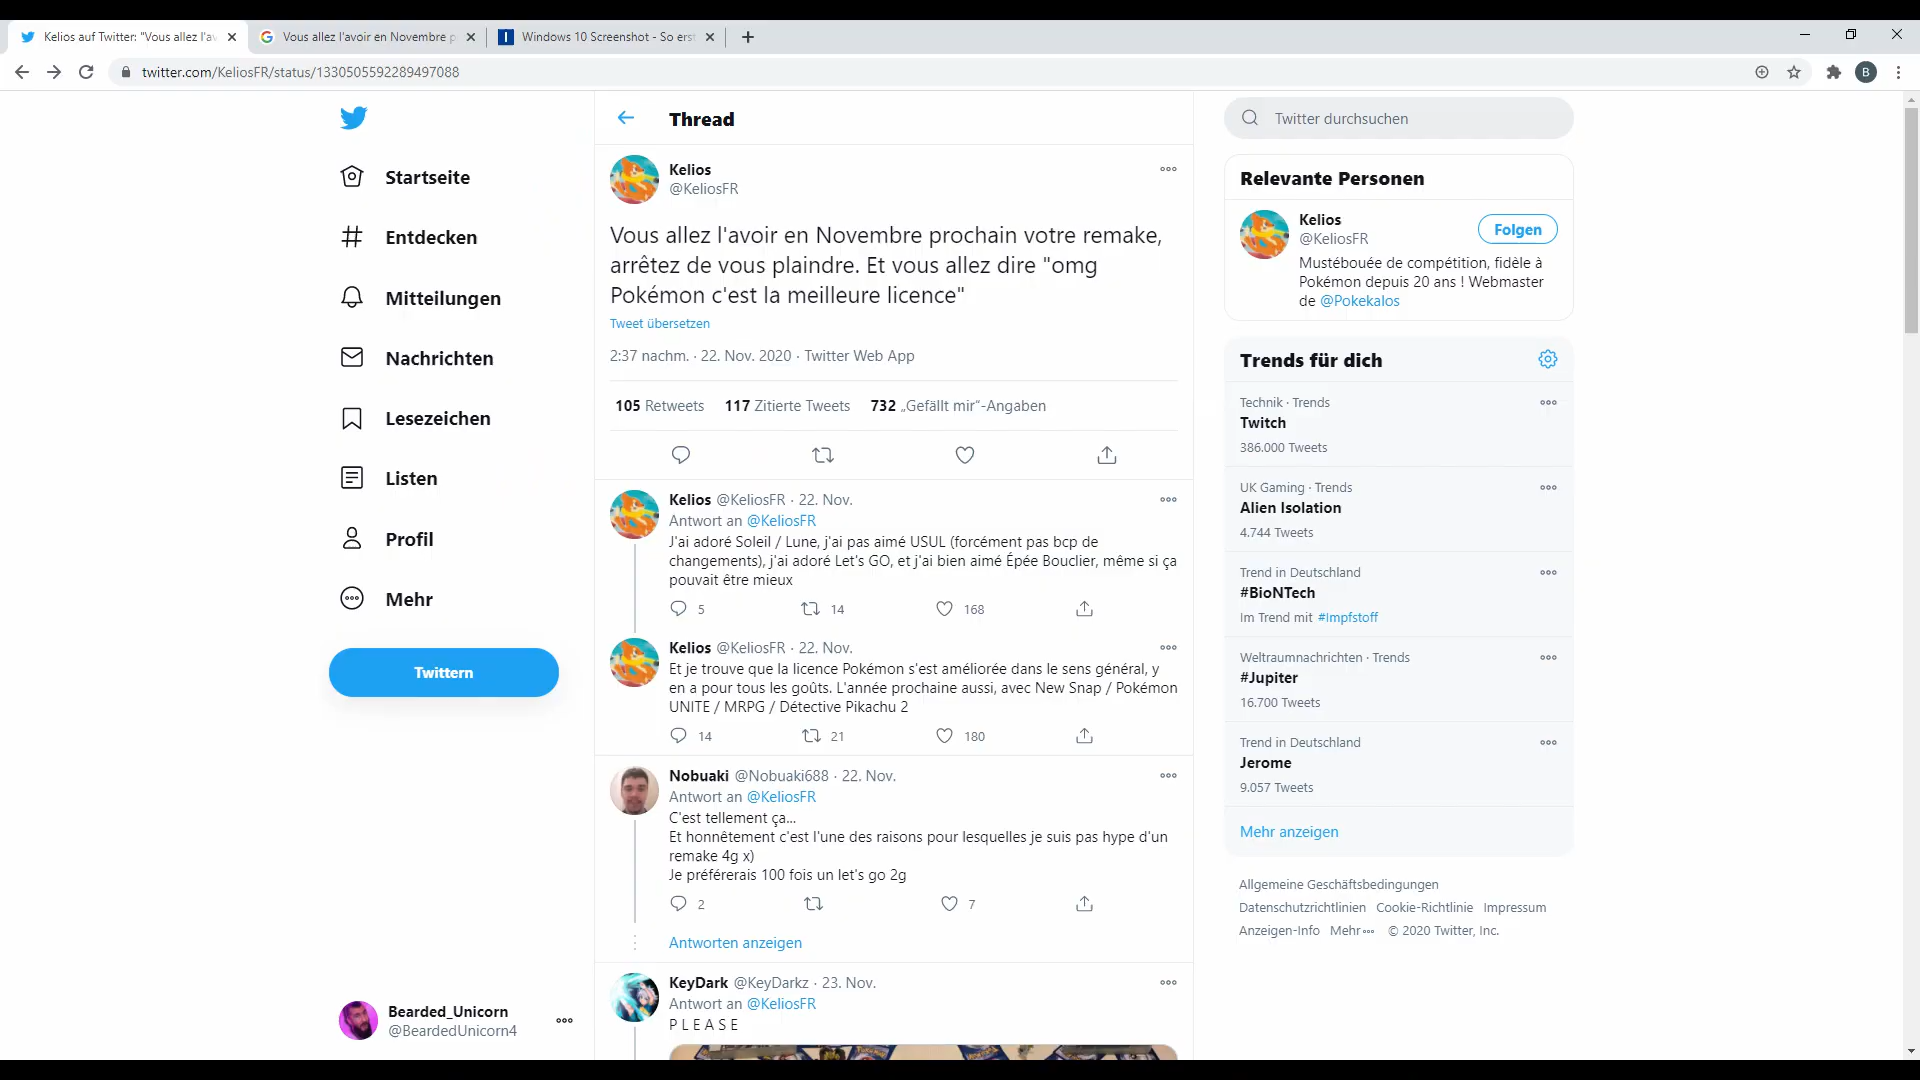 Kelios auf Twitter: "Vous allez l'av
Vous allez l'avoir en Novembre p
Windows 10 Screenshot - So erst
twitter.com/KeliosFR/status/1330505592289497088
B
Startseite
Entdecken
Mitteilungen
Nachrichten
Lesezeichen
Listen
Profil
Mehr
Twittern
Bearded_Unicorn
@BeardedUnicorn4
Thread
Kelios
@KeliosFR
Vous allez l'avoir en Novembre prochain votre remake,
arrêtez de vous plaindre. Et vous allez dire "omg
Pokémon c'est la meilleure licence"
Tweet übersetzen
2:37 nachm. · 22. Nov. 2020 · Twitter Web App
105 Retweets 117 Zitierte Tweets 732 „Gefällt mir“-Angaben
Kelios @KeliosFR · 22. Nov.
Antwort an @KeliosFR
J'ai adoré Soleil / Lune, j'ai pas aimé USUL (forcément pas bcp de
changements), j'ai adoré Let's GO, et j'ai bien aimé Épée Bouclier, même si ça
pouvait être mieux
5 14 168
Kelios @KeliosFR · 22. Nov.
Et je trouve que la licence Pokémon s'est améliorée dans le sens général, y
en a pour tous les goûts. L'année prochaine aussi, avec New Snap / Pokémon
UNITE / MRPG / Détective Pikachu 2
14 21 180
Nobuaki @Nobuaki688 · 22. Nov.
Antwort an @KeliosFR
C'est tellement ça...
Et honnêtement c'est l'une des raisons pour lesquelles je suis pas hype d'un
remake 4g x)
Je préférerais 100 fois un let's go 2g
2 7
Antworten anzeigen
KeyDark @KeyDarkz · 23. Nov.
Antwort an @KeliosFR
P L E A S E
Twitter durchsuchen
Relevante Personen
Kelios
@KeliosFR
Folgen
Mustébouée de compétition, fidèle à
Pokémon depuis 20 ans ! Webmaster
de @Pokekalos
Trends für dich
Technik · Trends
Twitch
386.000 Tweets
UK Gaming · Trends
Alien Isolation
4.744 Tweets
Trend in Deutschland
#BioNTech
Im Trend mit #Impfstoff
Weltraumnachrichten · Trends
#Jupiter
16.700 Tweets
Trend in Deutschland
Jerome
9.057 Tweets
Mehr anzeigen
Allgemeine Geschäftsbedingungen
Datenschutzrichtlinien Cookie-Richtlinie Impressum
Anzeigen-Info Mehr © 2020 Twitter, Inc.